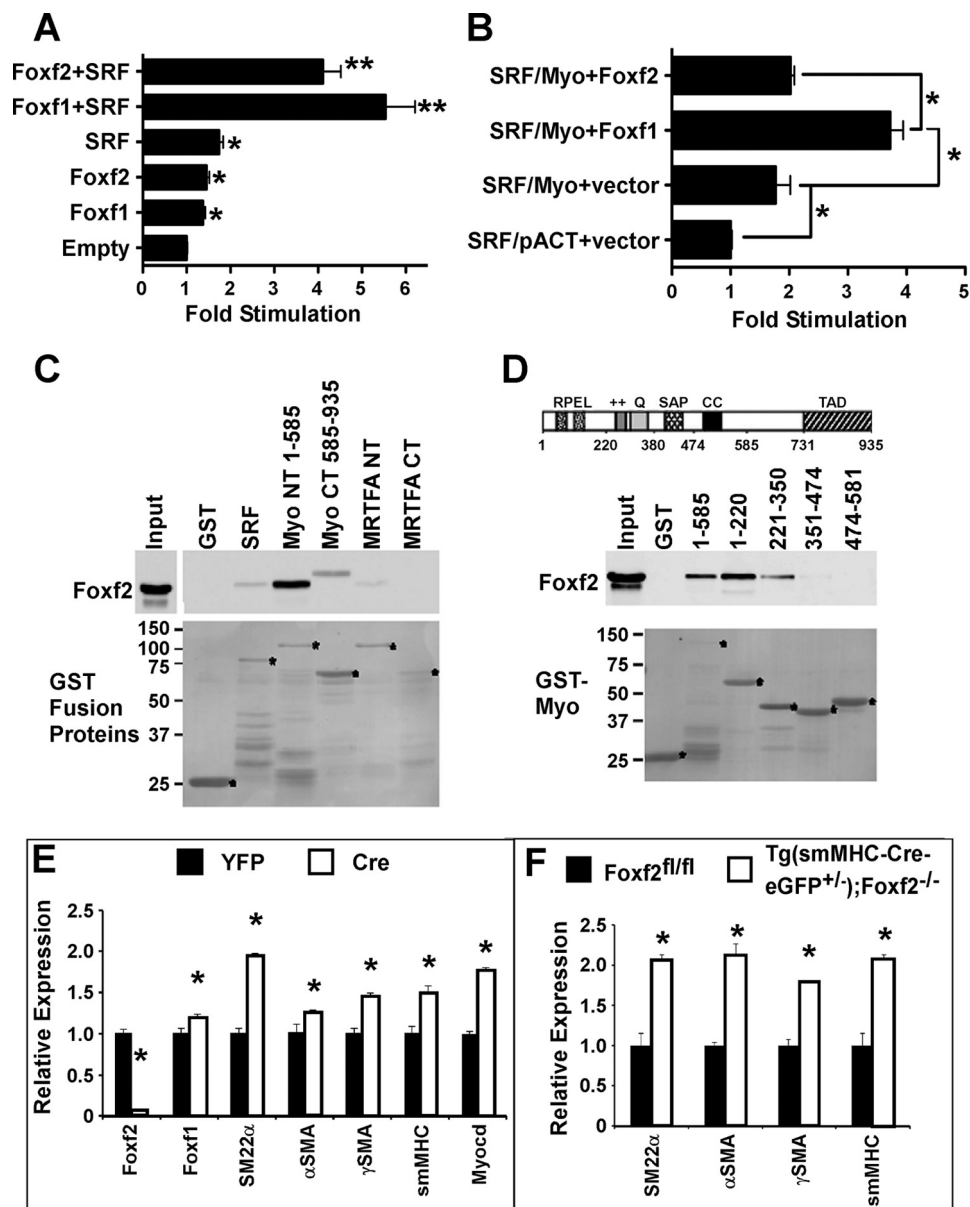 A
Foxf2+SRF
**
Foxf1+SRF
**
SRF
*
Foxf2
*
Foxf1
*
Empty
0 1 2 3 4 5 6
Fold Stimulation
B
SRF/Myo+Foxf2
SRF/Myo+Foxf1
SRF/Myo+vector
SRF/pACT+vector
*
*
*
0 1 2 3 4 5
Fold Stimulation
C
Input
GST
SRF
Myo NT 1-585
Myo CT 585-935
MRTFA NT
MRTFA CT
Foxf2
150
100
75
50
37
25
GST
Fusion
Proteins
D
RPEL ++ Q SAP CC TAD
1 220 380 474 585 731 935
Input
GST
1-585
1-220
221-350
351-474
474-581
Foxf2
150
75
50
37
25
GST-
Myo
E
YFP Cre
Relative Expression
2.5
2.0
1.5
1.0
0.5
0
* * * * * * *
Foxf2
Foxf1
SM22α
αSMA
γSMA
smMHC
Myocd
F
Foxf2fl/fl
Tg(smMHC-Cre-
eGFP+/-);Foxf2-/-
Relative Expression
2.5
2.0
1.5
1.0
0.5
0
* * * *
SM22α
αSMA
γSMA
smMHC